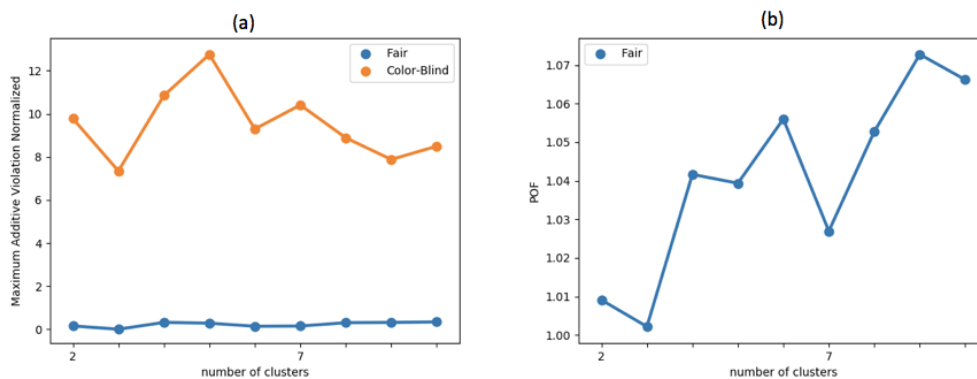 (a)
Maximum Additive Violation Normalized
12
10
8
6
4
2
0
Fair
Color-Blind
2
7
number of clusters
(b)
POF
1.07
1.06
1.05
1.04
1.03
1.02
1.01
1.00
Fair
2
7
number of clusters